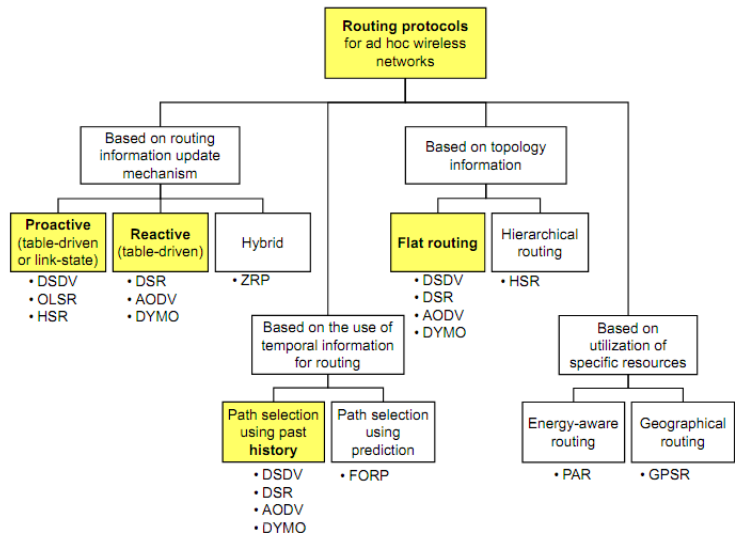 Routing protocols
for ad hoc wireless
networks
Based on routing
information update
mechanism
Based on topology
information
Proactive
(table-driven
or link-state)
Reactive
(table-driven)
Hybrid
Flat routing
Hierarchical
routing
• DSDV
• OLSR
• HSR
• DSR
• AODV
• DYMO
• ZRP
• DSDV
• DSR
• AODV
• DYMO
• HSR
Based on the use of
temporal information
for routing
Based on
utilization of
specific resources
Path selection
using past
history
Path selection
using
prediction
Energy-aware
routing
Geographical
routing
• DSDV
• DSR
• AODV
• DYMO
• FORP
• PAR
• GPSR